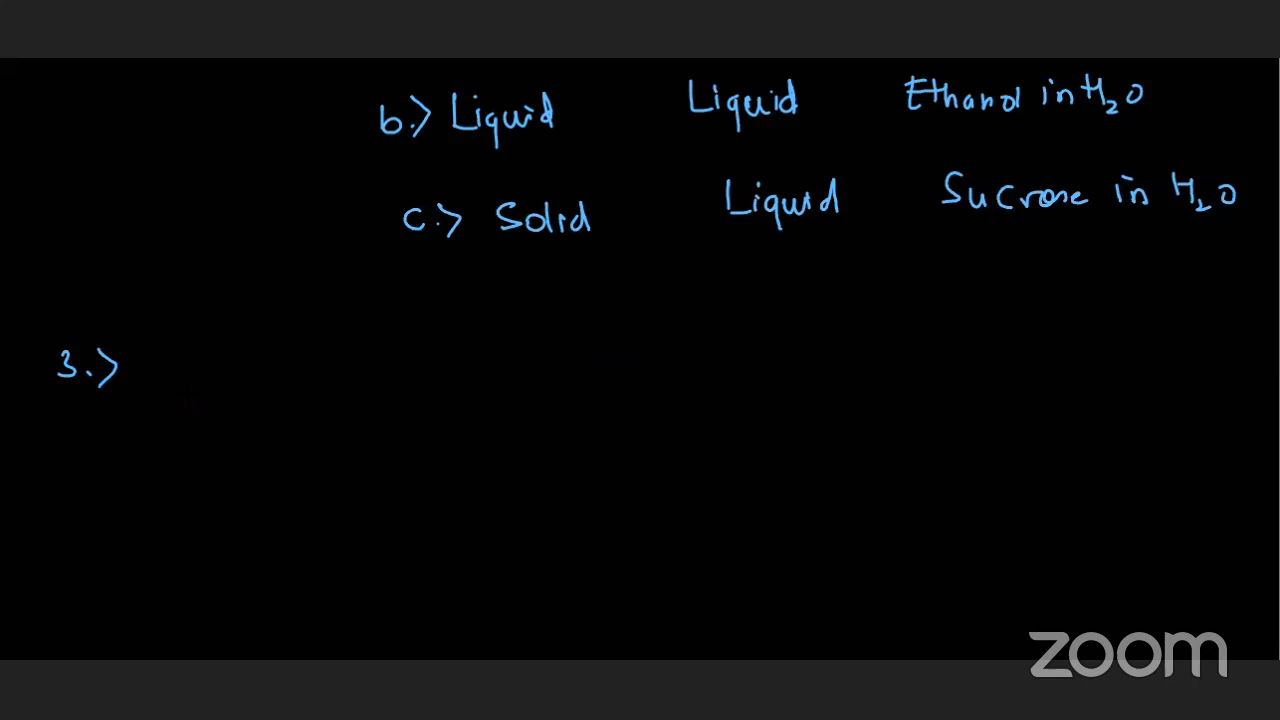 b.> Liquid Liquid Ethanol in H₂O
c.> Solid Liquid Sucrose in H₂O
3.>
zoom